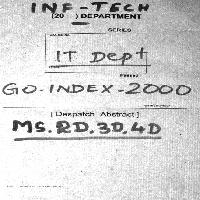 INF-TECH
(20 ) DEPARTMENT
SERIES
IT Dept
GO-INDEX-2000
[ Despatch Abstract ]
MS.RD.3D.4D